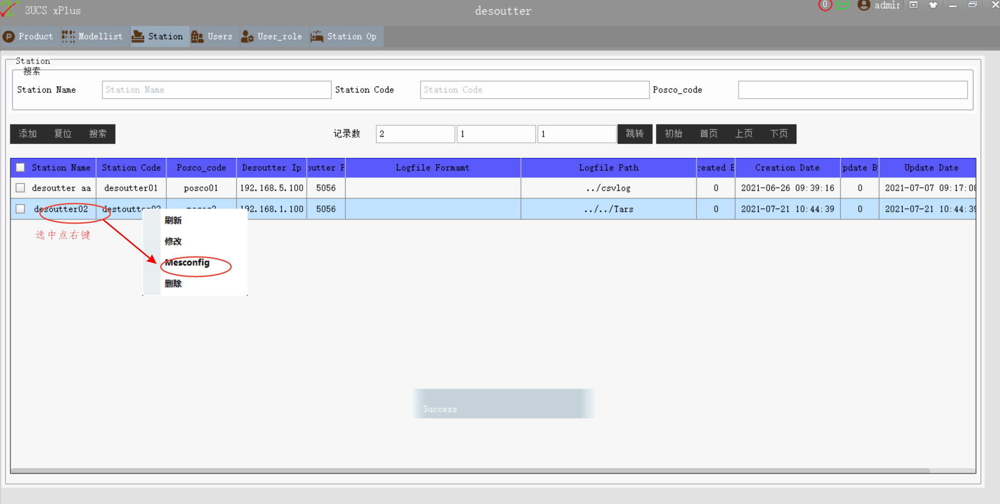 3UCS xPlus
desoutter
0
admir
Product
Modellist
Station
Users
User_role
Station Op
Station
搜索
Station Name
Station Name
Station Code
Station Code
Posco_code
添加 复位 搜索
记录数
2
1
1
跳转
初始 首页 上页 下页
Station Name Station Code Posco_code Desoutter Ip outter P Logfile Formamt Logfile Path reated B Creation Date pdate By Update Date
desoutter aa desoutter01 posco01 192.168.5.100 5056 ../csvlog 0 2021-06-26 09:39:16 0 2021-07-07 09:17:08
desoutter02 destoutter02 192.168.1.100 5056 ../../Tars 0 2021-07-21 10:44:39 0 2021-07-21 10:44:39
选中点右键
刷新
修改
Mesconfig
删除
Success